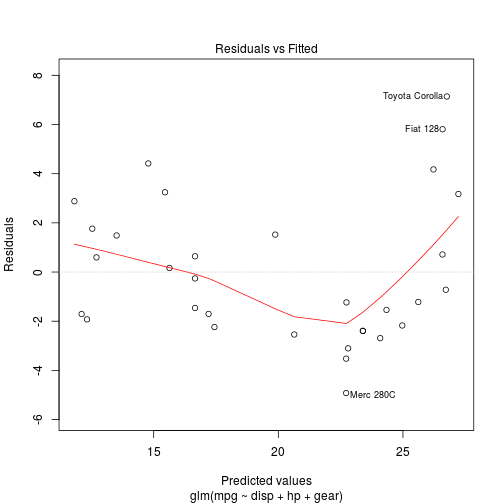 Residuals vs Fitted
8
6
4
2
0
-2
-4
-6
Residuals
Toyota Corolla
Fiat 128
Merc 280C
15
20
25
Predicted values
glm(mpg ~ disp + hp + gear)